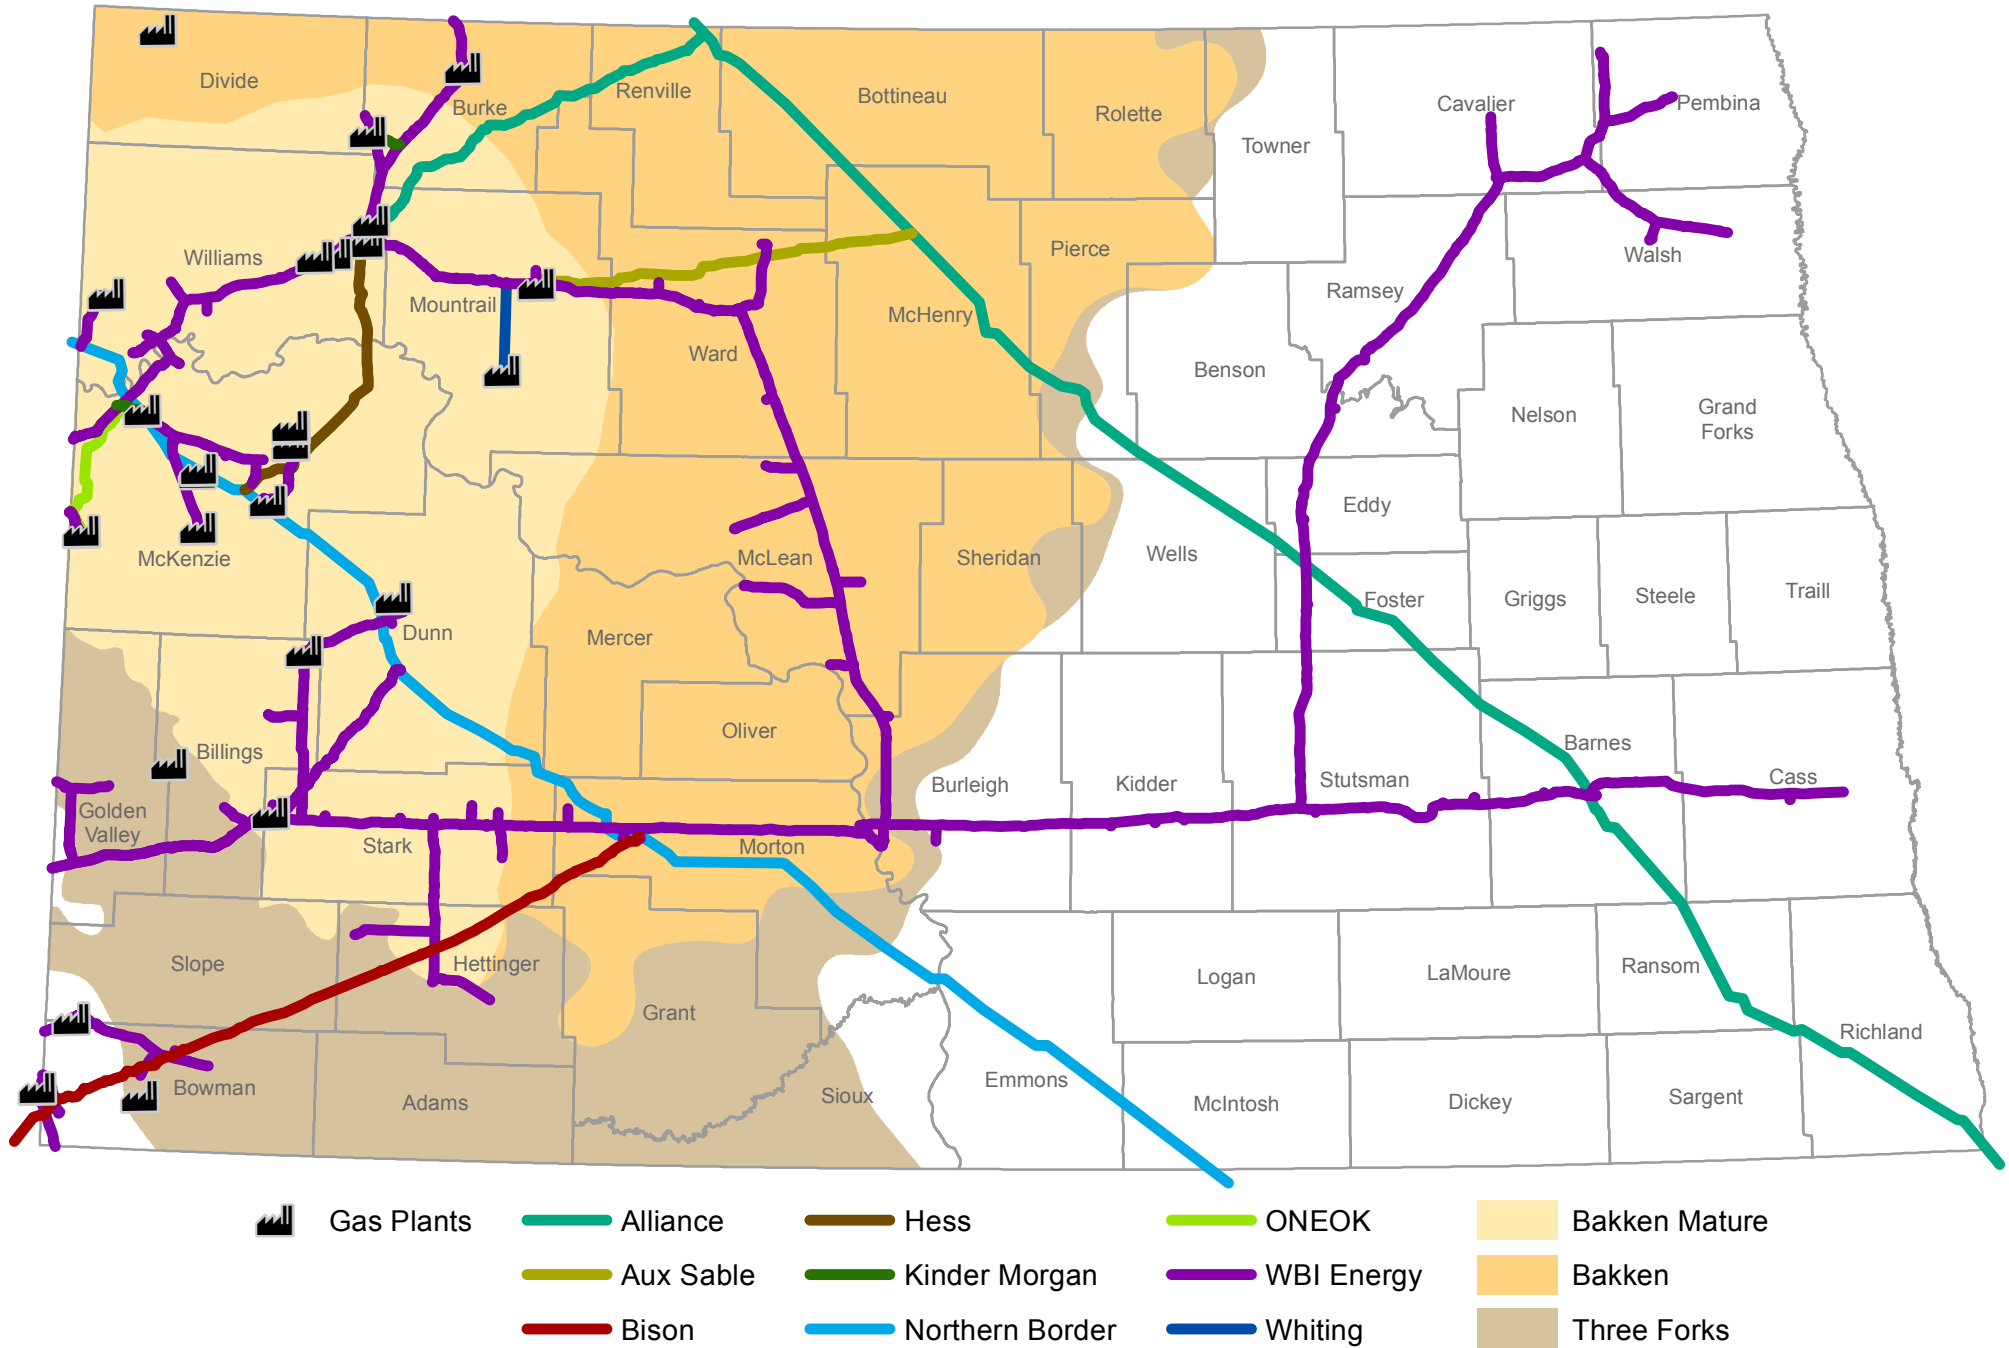 Divide
Burke
Renville
Bottineau
Rolette
Towner
Cavalier
Pembina
Williams
Mountrail
Ward
McHenry
Pierce
Benson
Ramsey
Walsh
Nelson
Grand
Forks
McKenzie
Dunn
Mercer
McLean
Sheridan
Wells
Eddy
Foster
Griggs
Steele
Traill
Golden
Valley
Billings
Stark
Oliver
Morton
Burleigh
Kidder
Stutsman
Barnes
Cass
Slope
Hettinger
Grant
Bowman
Adams
Sioux
Emmons
Logan
McIntosh
LaMoure
Dickey
Ransom
Sargent
Richland
Gas Plants
Alliance
Aux Sable
Bison
Hess
Kinder Morgan
Northern Border
ONEOK
WBI Energy
Whiting
Bakken Mature
Bakken
Three Forks